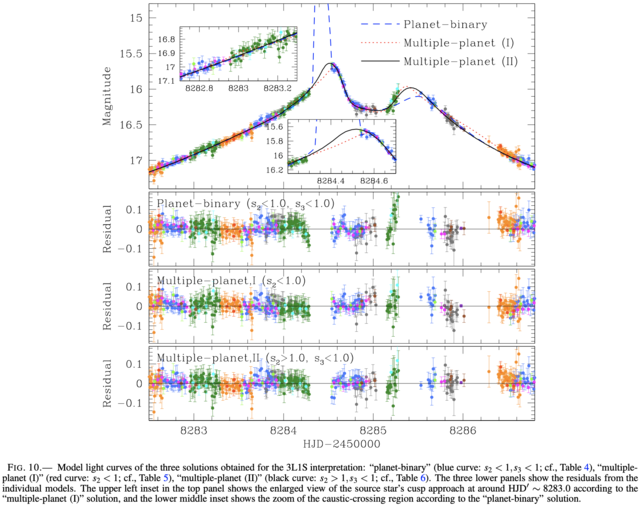 15
15.5
16
16.5
17
Magnitude
16.8
16.9
17
17.1
8282.8 8283 8283.2
Planet-binary
Multiple-planet (I)
Multiple-planet (II)
15.6
15.8
16
16.2
8284.4 8284.6
Planet-binary (s2<1.0, s3<1.0)
0.1
0
-0.1
Residual
Multiple-planet,I (s2<1.0)
0.1
0
-0.1
Residual
Multiple-planet,II (s2>1.0, s3<1.0)
0.1
0
-0.1
Residual
8283 8284 8285 8286
HJD-2450000
FIG. 10.— Model light curves of the three solutions obtained for the 3L1S interpretation: “planet-binary” (blue curve: s2 < 1, s3 < 1; cf., Table 4), “multiple-
planet (I)” (red curve: s2 < 1; cf., Table 5), “multiple-planet (II)” (black curve: s2 > 1, s3 < 1; cf., Table 6). The three lower panels show the residuals from the
individual models. The upper left inset in the top panel shows the enlarged view of the source star’s cusp approach at around HJD′ ∼ 8283.0 according to the
“multiple-planet (I)” solution, and the lower middle inset shows the zoom of the caustic-crossing region according to the “planet-binary” solution.